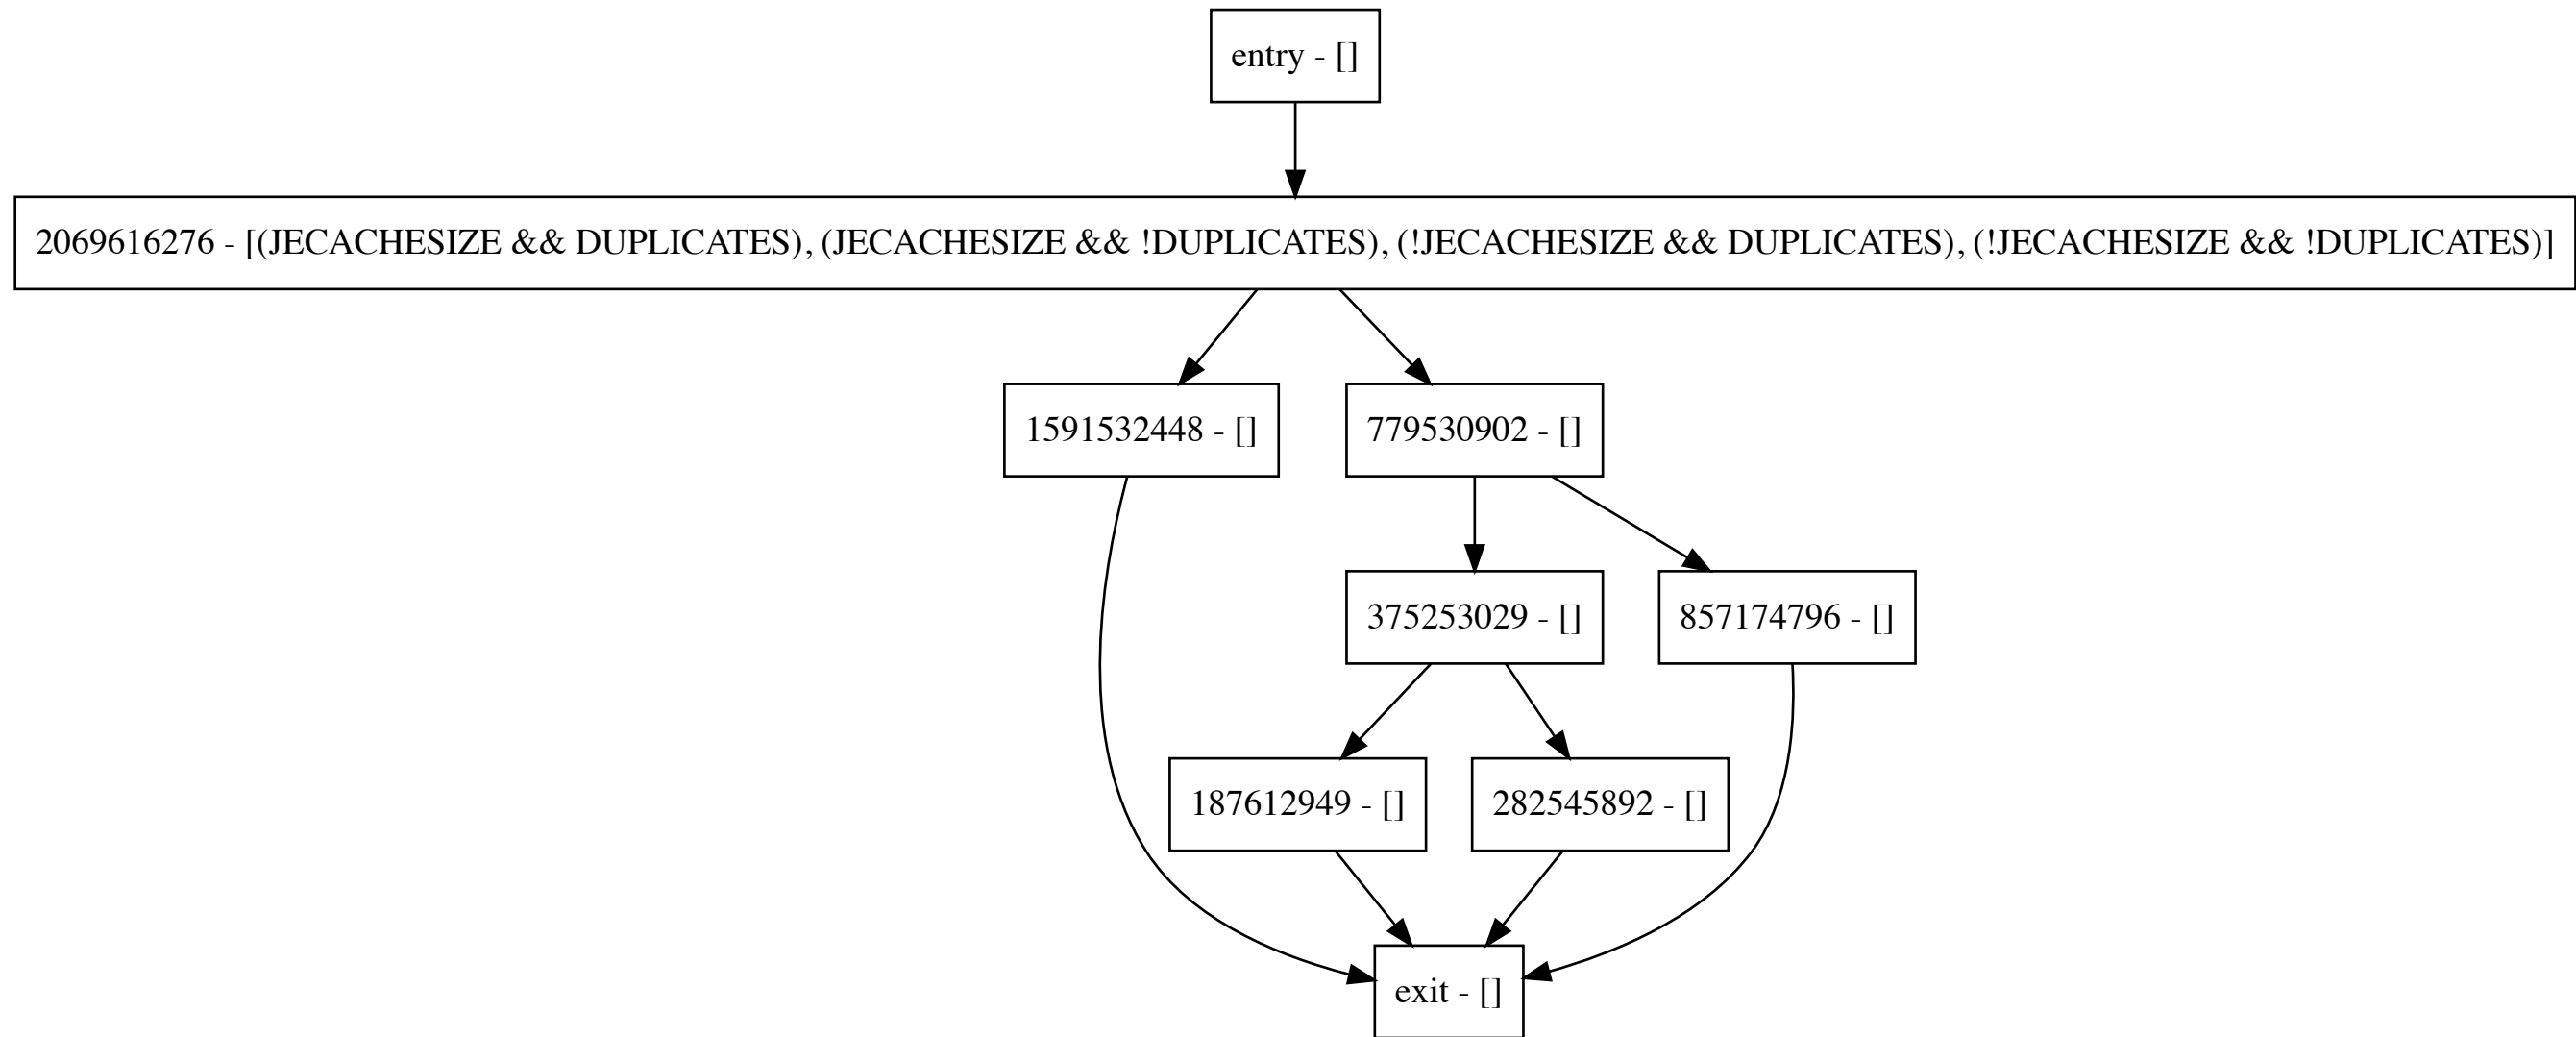 entry - []
2069616276 - [(JECACHESIZE && DUPLICATES), (JECACHESIZE && !DUPLICATES), (!JECACHESIZE && DUPLICATES), (!JECACHESIZE && !DUPLICATES)]
1591532448 - []
779530902 - []
375253029 - []
857174796 - []
187612949 - []
282545892 - []
exit - []